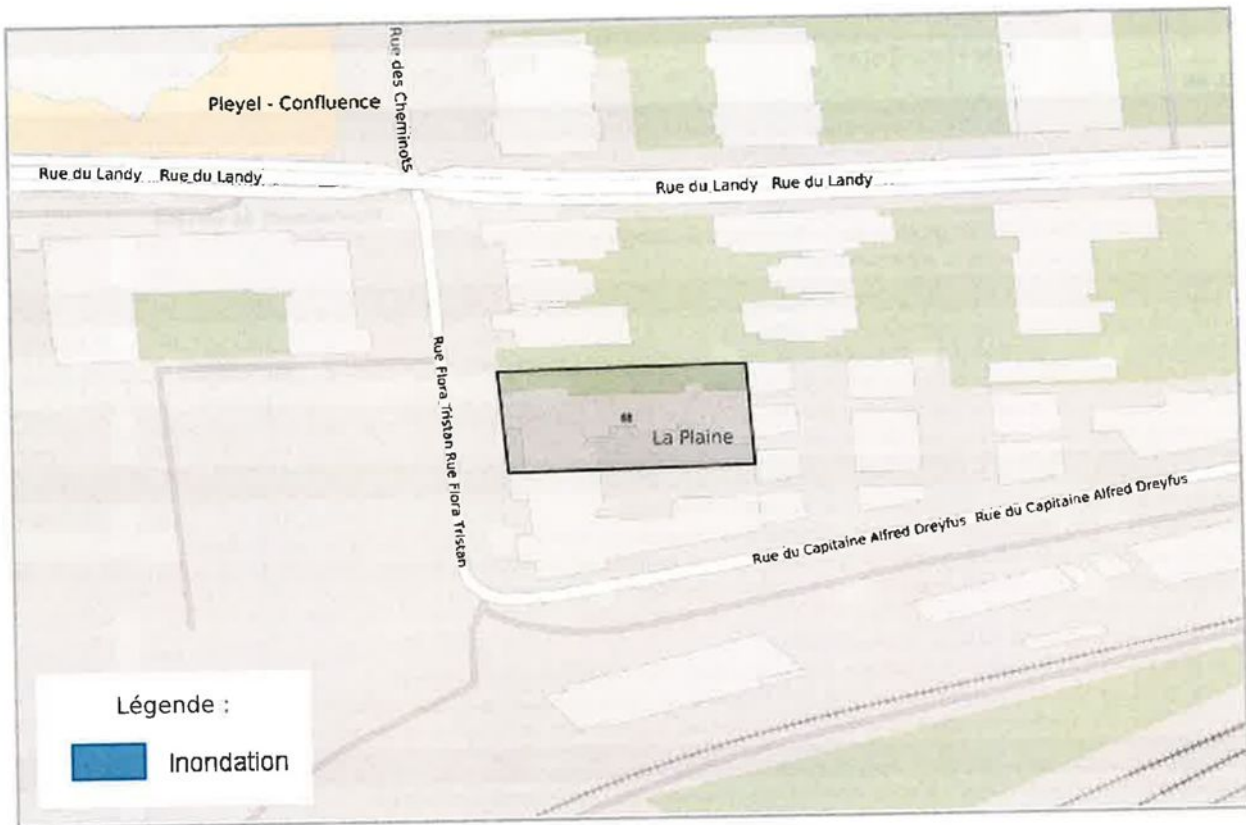 Rue des Cheminots
Pleyel - Confluence
Rue du Landy Rue du Landy
Rue du Landy Rue du Landy
Rue Flora Tristan Rue Flora Tristan
68
La Plaine
Rue du Capitaine Alfred Dreyfus Rue du Capitaine Alfred Dreyfus
Légende :
Inondation